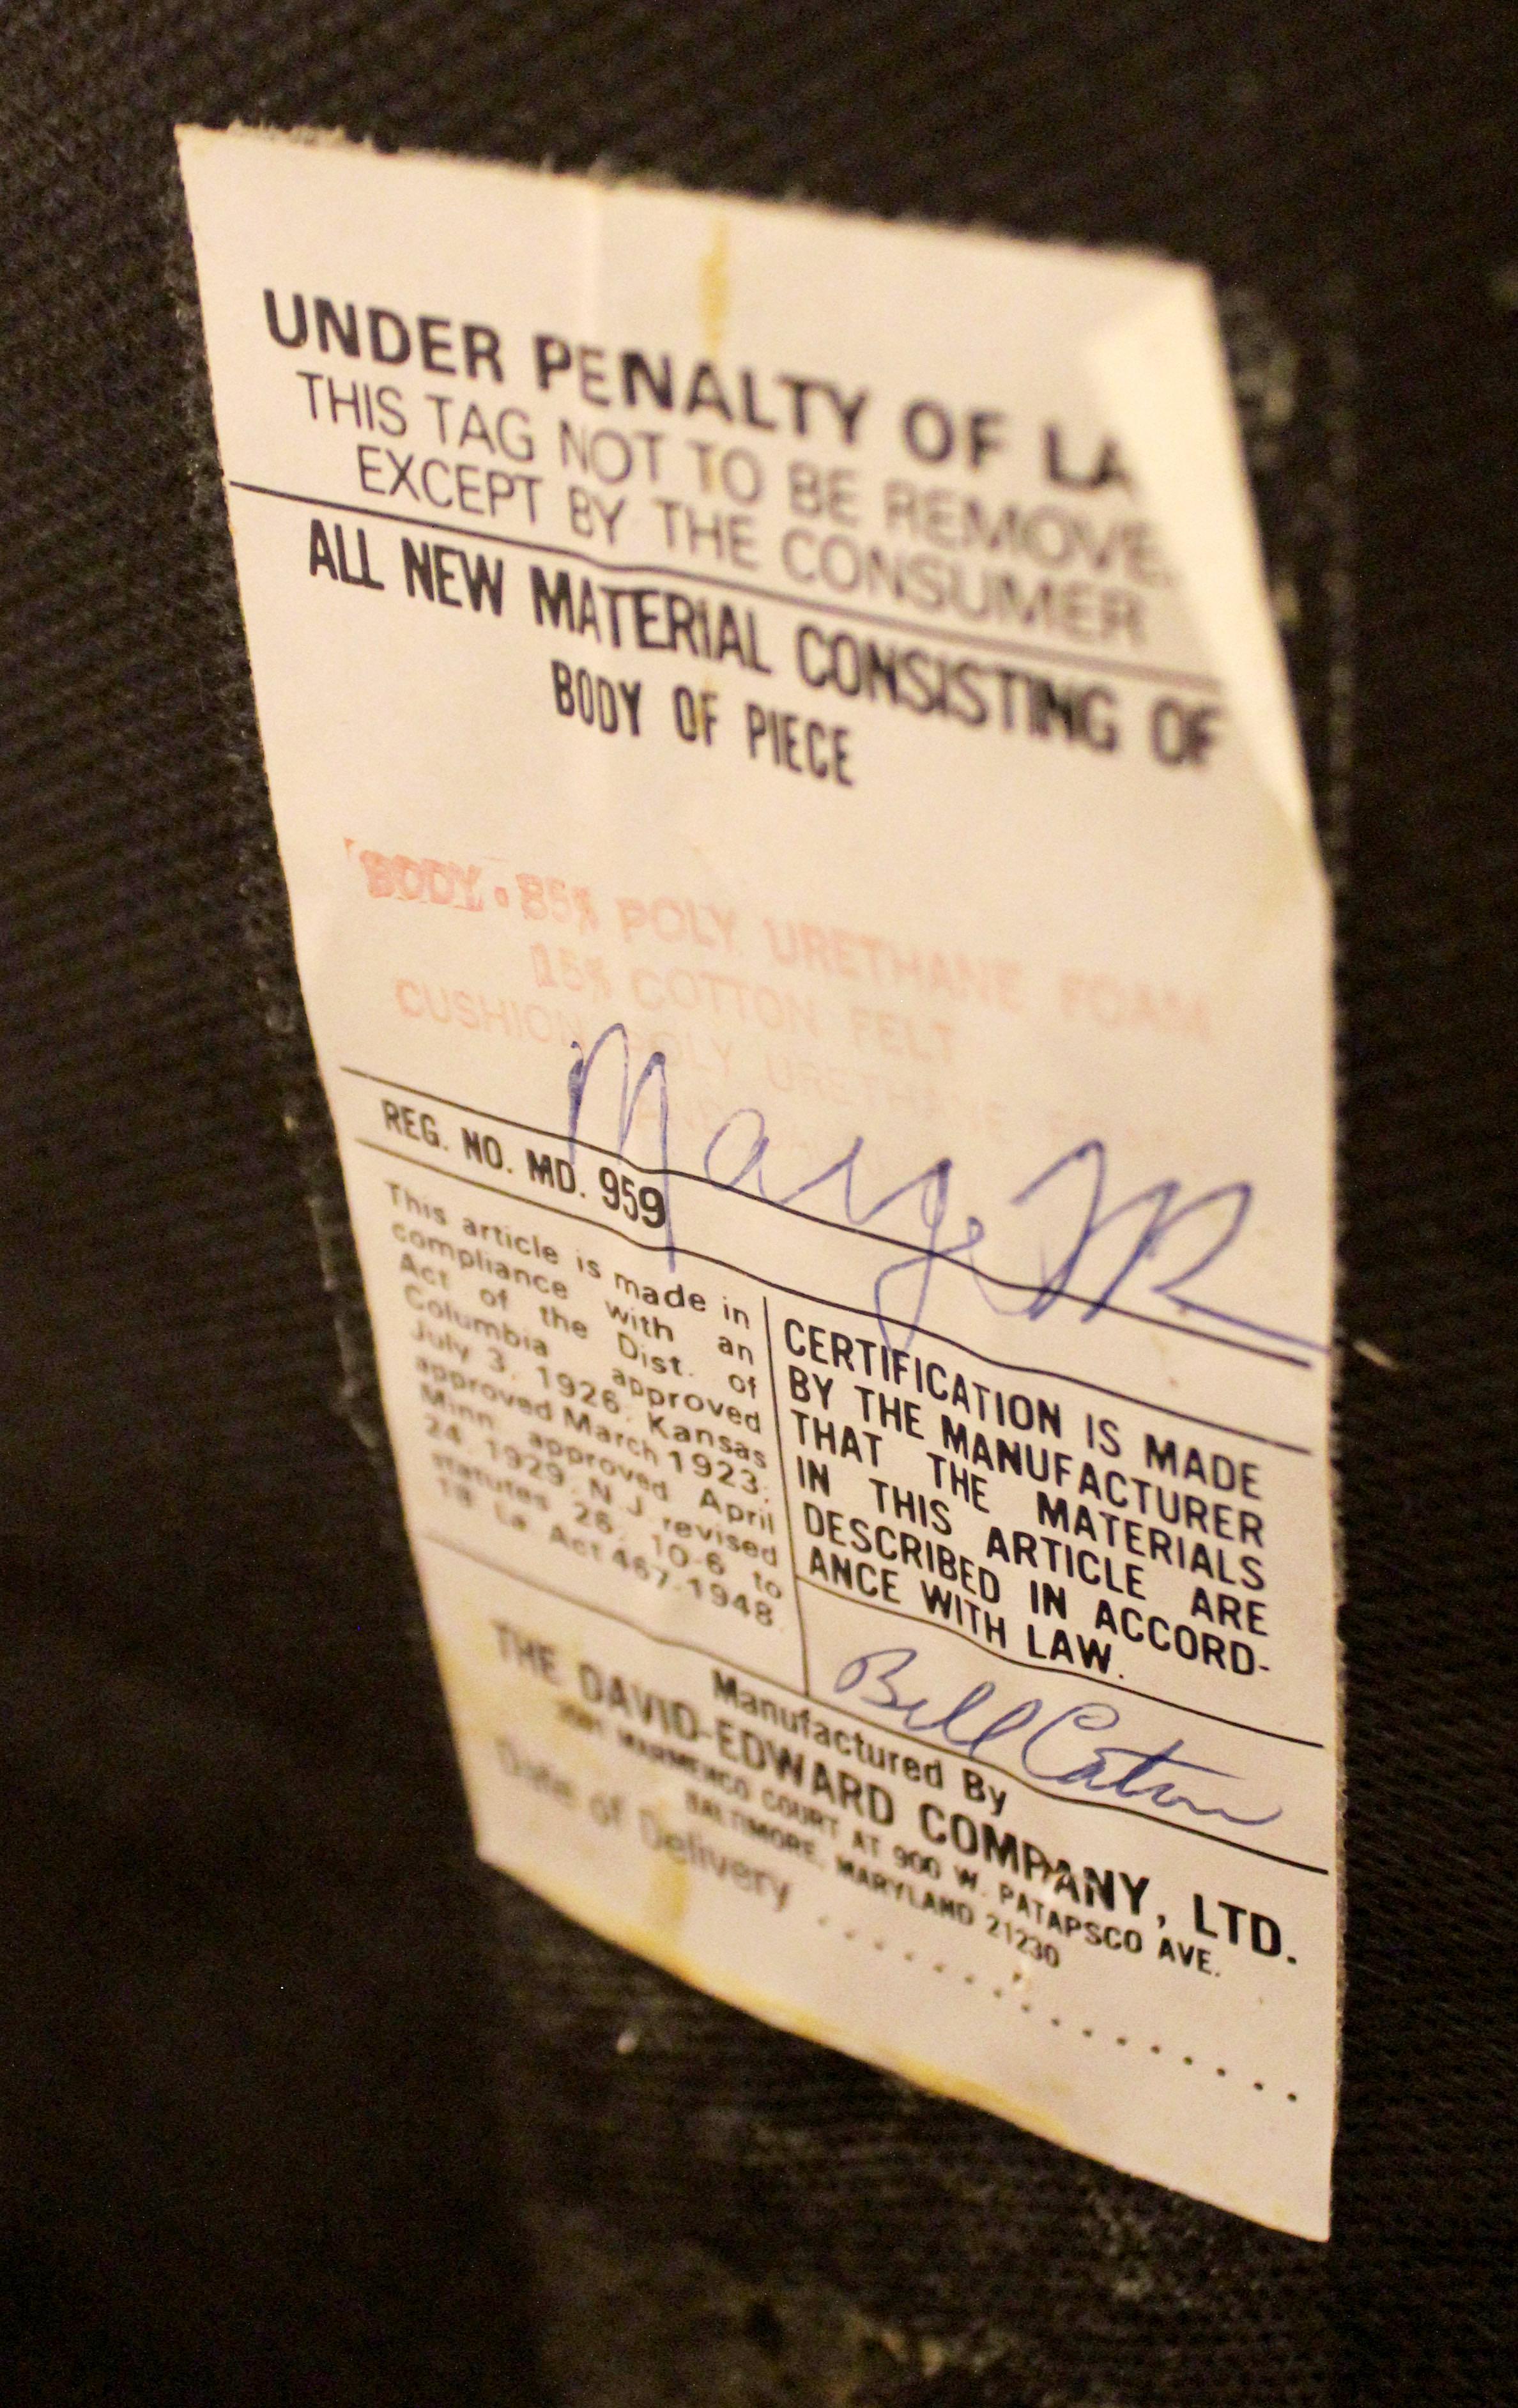 UNDER PENALTY OF LA
THIS TAG NOT TO BE REMOVE
EXCEPT BY THE CONSUMER
ALL NEW MATERIAL CONSISTING OF
BODY OF PIECE
BODY. 85% POLY URETHANE FOAM
15% COTTON FELT
CUSHION POLY URETHANE
REG. NO. MD. 959
Mary M
This article is made in
compliance with an
Act of the Dist. of
Columbia approved
July 3, 1926; Kansas
approved March 1923;
Minn. approved April
24, 1929; N.J. revised
statutes 26, 10-6 to
18 La. Act 467-1948.
CERTIFICATION IS MADE
BY THE MANUFACTURER
THAT THE MATERIALS
IN THIS ARTICLE ARE
DESCRIBED IN ACCORD-
ANCE WITH LAW.
Bill Caton
Manufactured By
THE DAVID-EDWARD COMPANY, LTD.
COURT AT 900 W. PATAPSCO AVE.
BALTIMORE, MARYLAND 21230
Date of Delivery ................